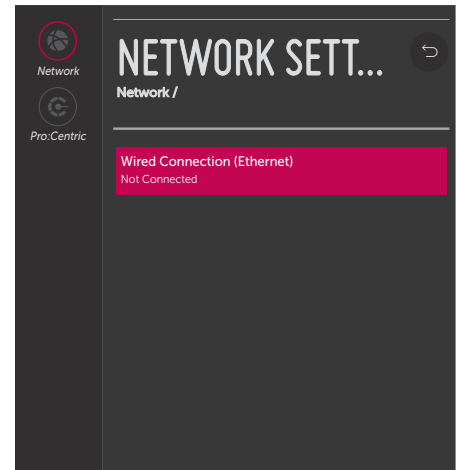 Network
Pro:Centric
NETWORK SETT...
Network /
Wired Connection (Ethernet)
Not Connected